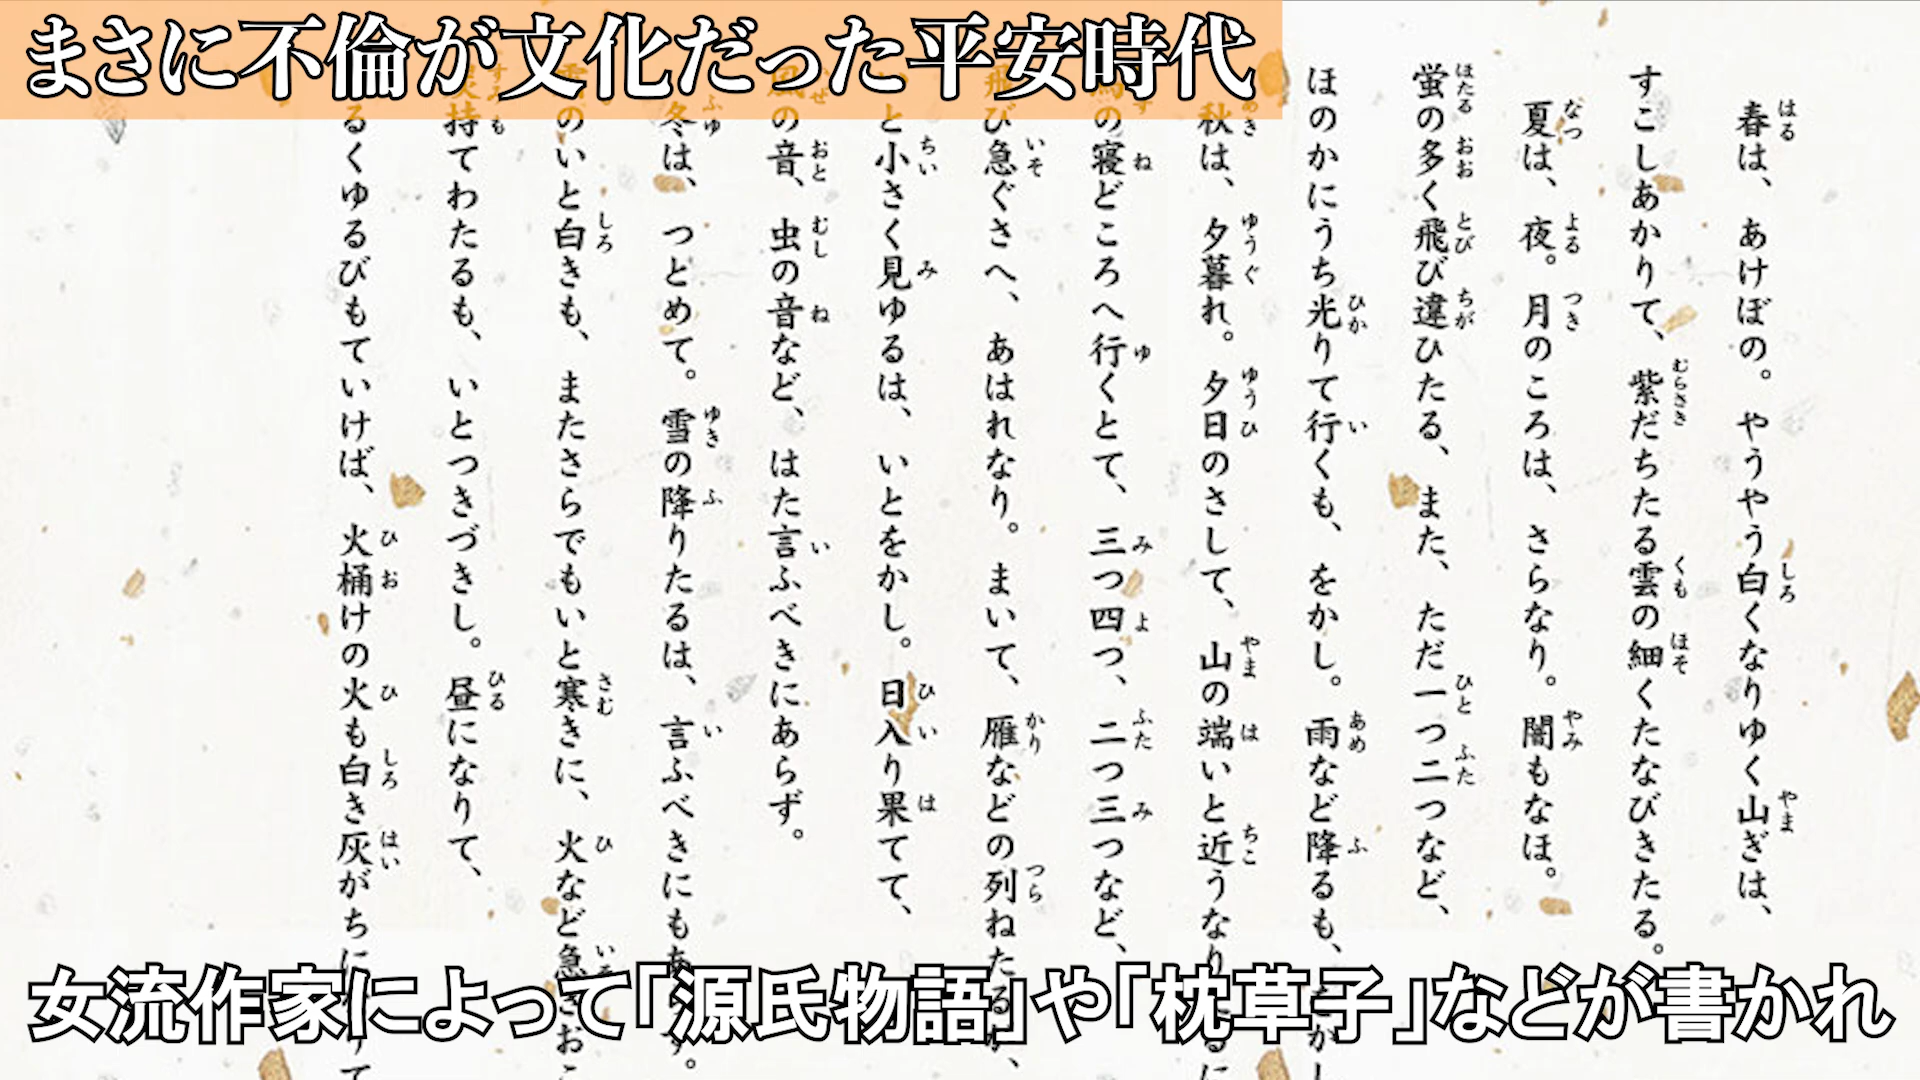 まさに不倫が文化だった平安時代
春は、あけぼの。やうやう白くなりゆく山ぎは、
すこしあかりて、紫だちたる雲の細くたなびきたる。
夏は、夜。月のころは、さらなり。闇もなほ。
蛍の多く飛び違ひたる、また、ただ一つ二つなど、
ほのかにうち光りて行くも、をかし。雨など降るも、
秋は、夕暮れ。夕日のさして、山の端いと近うなり
の寝どころへ行くとて、三つ四つ、二つ三つなど、
飛び急ぐさへ、あはれなり。まいて、雁などの列ねたる
と小さく見ゆるは、いとをかし。日入り果てて、
風の音、虫の音など、はた言ふべきにあらず。
冬は、つとめて。雪の降りたるは、言ふべきにもあ
のいと白きも、またさらでもいと寒きに、火など急ぎおこ
持てわたるも、いとつきづきし。昼になりて、
るくゆるびもていけば、火桶けの火も白き灰がちに
女流作家によって「源氏物語」や「枕草子」などが書かれ